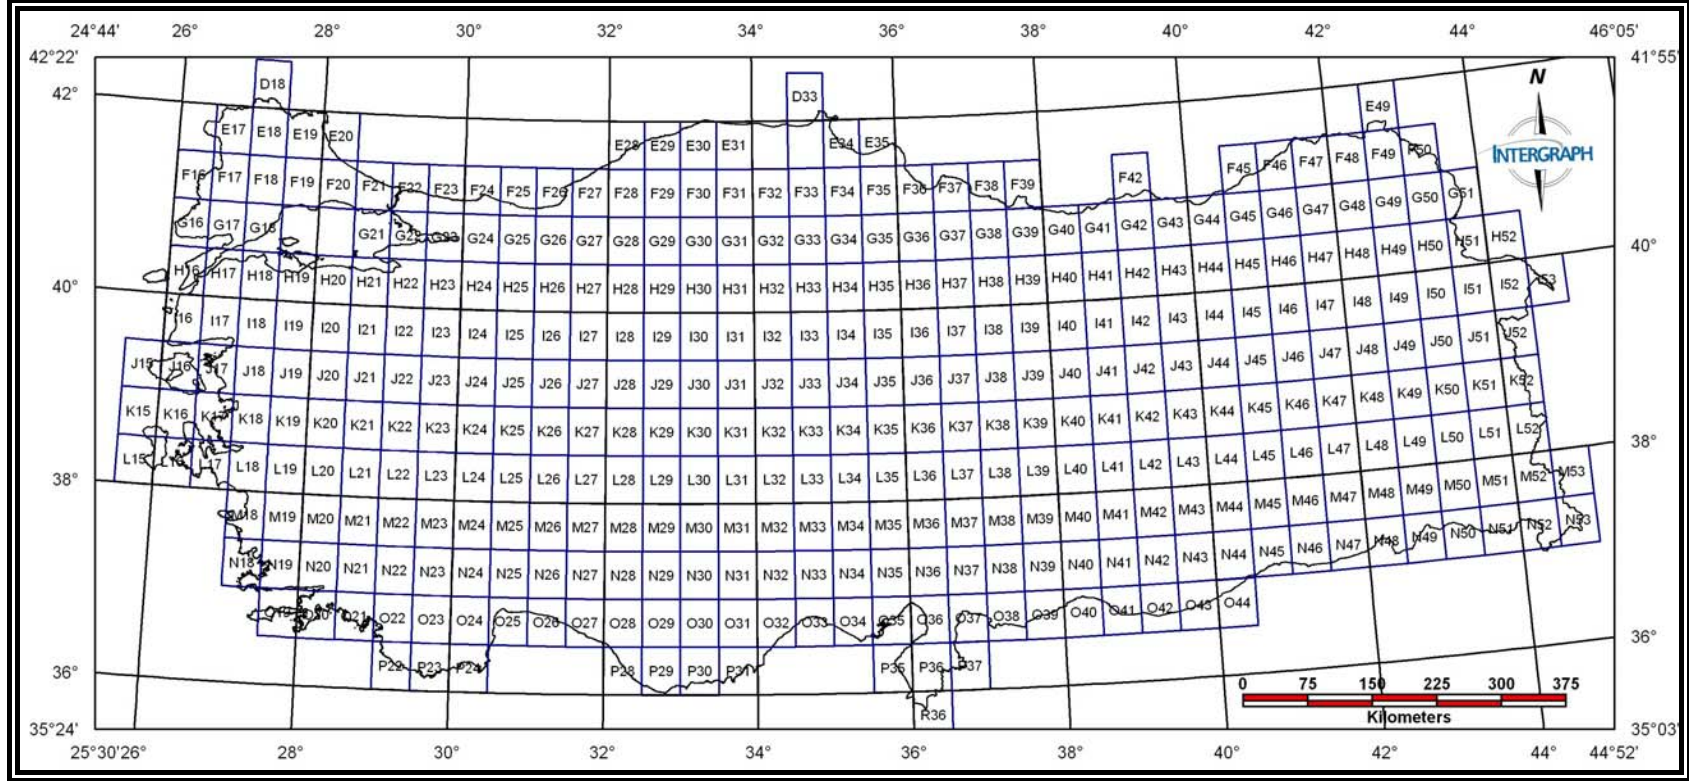 24°44' 26° 28° 30° 32° 34° 36° 38° 40° 42° 44° 46°05'
42°22' 41°55'
42°
D18 D33 E49
E17 E18 E19 E20 E28 E29 E30 E31 E34 E35
N
INTERGRAPH
F16 F17 F18 F19 F20 F21 F22 F23 F24 F25 F26 F27 F28 F29 F30 F31 F32 F33 F34 F35 F36 F37 F38 F39 F42 F45 F46 F47 F48 F49 F50
G16 G17 G18 G21 G22 G23 G24 G25 G26 G27 G28 G29 G30 G31 G32 G33 G34 G35 G36 G37 G38 G39 G40 G41 G42 G43 G44 G45 G46 G47 G48 G49 G50 G51
40° 40°
H16 H17 H18 H19 H20 H21 H22 H23 H24 H25 H26 H27 H28 H29 H30 H31 H32 H33 H34 H35 H36 H37 H38 H39 H40 H41 H42 H43 H44 H45 H46 H47 H48 H49 H50 H51 H52
I16 I17 I18 I19 I20 I21 I22 I23 I24 I25 I26 I27 I28 I29 I30 I31 I32 I33 I34 I35 I36 I37 I38 I39 I40 I41 I42 I43 I44 I45 I46 I47 I48 I49 I50 I51 I52 I53
J15 J16 J17 J18 J19 J20 J21 J22 J23 J24 J25 J26 J27 J28 J29 J30 J31 J32 J33 J34 J35 J36 J37 J38 J39 J40 J41 J42 J43 J44 J45 J46 J47 J48 J49 J50 J51 J52
K15 K16 K17 K18 K19 K20 K21 K22 K23 K24 K25 K26 K27 K28 K29 K30 K31 K32 K33 K34 K35 K36 K37 K38 K39 K40 K41 K42 K43 K44 K45 K46 K47 K48 K49 K50 K51 K52
38° 38°
L15 L16 L17 L18 L19 L20 L21 L22 L23 L24 L25 L26 L27 L28 L29 L30 L31 L32 L33 L34 L35 L36 L37 L38 L39 L40 L41 L42 L43 L44 L45 L46 L47 L48 L49 L50 L51 L52
M18 M19 M20 M21 M22 M23 M24 M25 M26 M27 M28 M29 M30 M31 M32 M33 M34 M35 M36 M37 M38 M39 M40 M41 M42 M43 M44 M45 M46 M47 M48 M49 M50 M51 M52 M53
N18 N19 N20 N21 N22 N23 N24 N25 N26 N27 N28 N29 N30 N31 N32 N33 N34 N35 N36 N37 N38 N39 N40 N41 N42 N43 N44 N45 N46 N47 N48 N49 N50 N51 N52 N53
O20 O21 O22 O23 O24 O25 O26 O27 O28 O29 O30 O31 O32 O33 O34 O35 O36 O37 O38 O39 O40 O41 O42 O43 O44
36° 36°
P22 P23 P24 P28 P29 P30 P31 P35 P36 P37
R36
0 75 150 225 300 375
Kilometers
35°24' 35°03'
25°30'26° 28° 30° 32° 34° 36° 38° 40° 42° 44° 44°52'